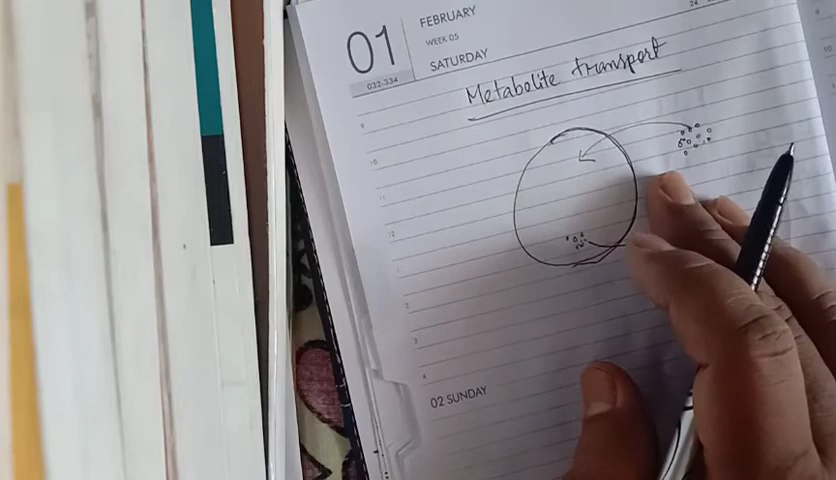 01
032-334
FEBRUARY
WEEK 05
SATURDAY
24
Metabolite transport
9
10
11
12
1
2
3
4
02 SUNDAY